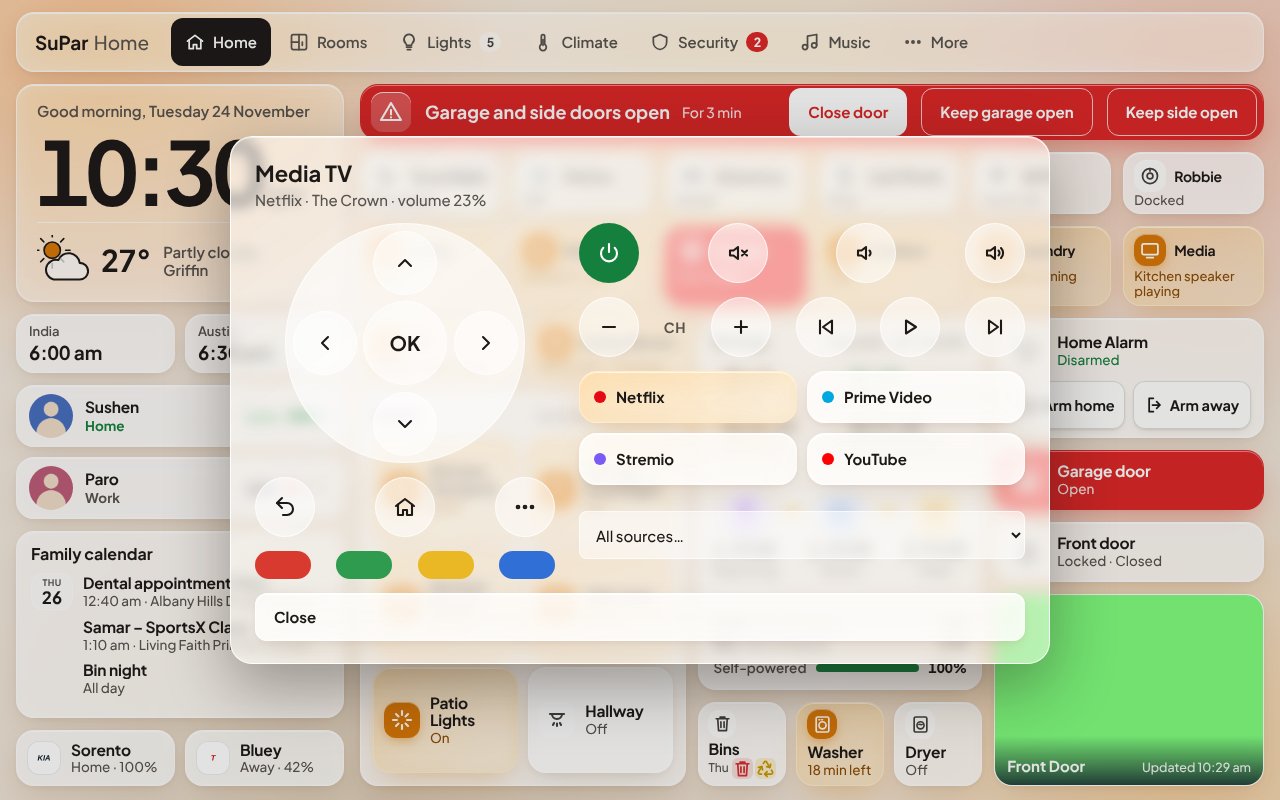 SuPar Home
Home
Rooms
Lights 5
Climate
Security 2
Music
More
Good morning, Tuesday 24 November
10:30
27°
Partly clo
Griffin
India
6:00 am
Austi
6:3
Sushen
Home
Paro
Work
Family calendar
THU
26
Dental appointment
12:40 am · Albany Hills D
Samar – SportsX Cla
1:10 am · Living Faith Pri
Bin night
All day
KIA
Sorento
Home · 100%
T
Bluey
Away · 42%
Garage and side doors open For 3 min
Close door
Keep garage open
Keep side open
Media TV
Netflix · The Crown · volume 23%
OK
CH
Netflix
Prime Video
Stremio
YouTube
All sources...
Close
Patio
Lights
On
Hallway
Off
Self-powered 100%
Bins
Thu
Washer
18 min left
Dryer
Off
Robbie
Docked
ndry
ning
Media
Kitchen speaker
playing
Home Alarm
Disarmed
Arm home
Arm away
Garage door
Open
Front door
Locked · Closed
Front Door
Updated 10:29 am